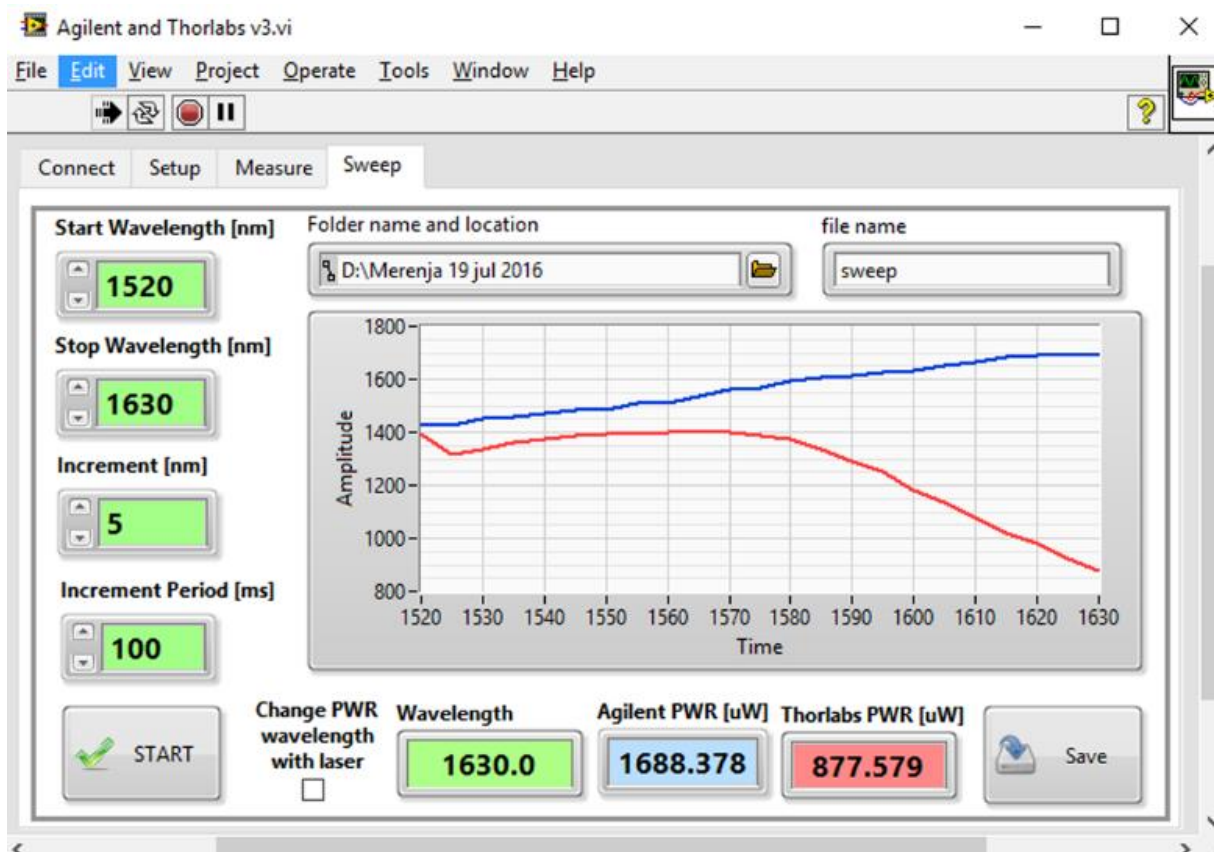 Agilent and Thorlabs v3.vi
File Edit View Project Operate Tools Window Help
Connect Setup Measure Sweep
Start Wavelength [nm]
1520
Stop Wavelength [nm]
1630
Increment [nm]
5
Increment Period [ms]
100
START
Folder name and location
D:\Merenja 19 jul 2016
file name
sweep
Amplitude
1800
1600
1400
1200
1000
800
1520 1530 1540 1550 1560 1570 1580 1590 1600 1610 1620 1630
Time
Change PWR
wavelength
with laser
Wavelength
1630.0
Agilent PWR [uW]
1688.378
Thorlabs PWR [uW]
877.579
Save